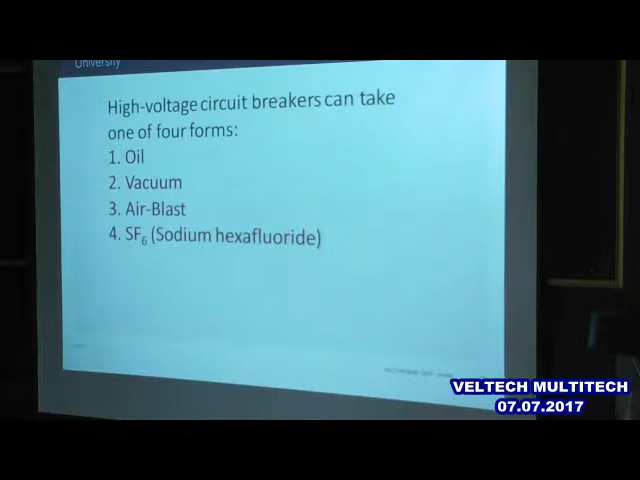 University
High-voltage circuit breakers can take
one of four forms:
1. Oil
2. Vacuum
3. Air-Blast
4. SF₆ (Sodium hexafluoride)
VELTECH MULTITECH
07.07.2017